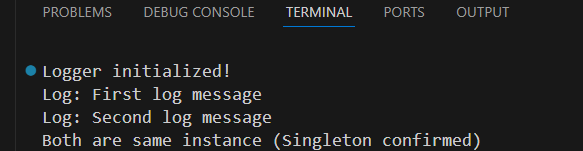 PROBLEMS DEBUG CONSOLE TERMINAL PORTS OUTPUT
Logger initialized!
Log: First log message
Log: Second log message
Both are same instance (Singleton confirmed)